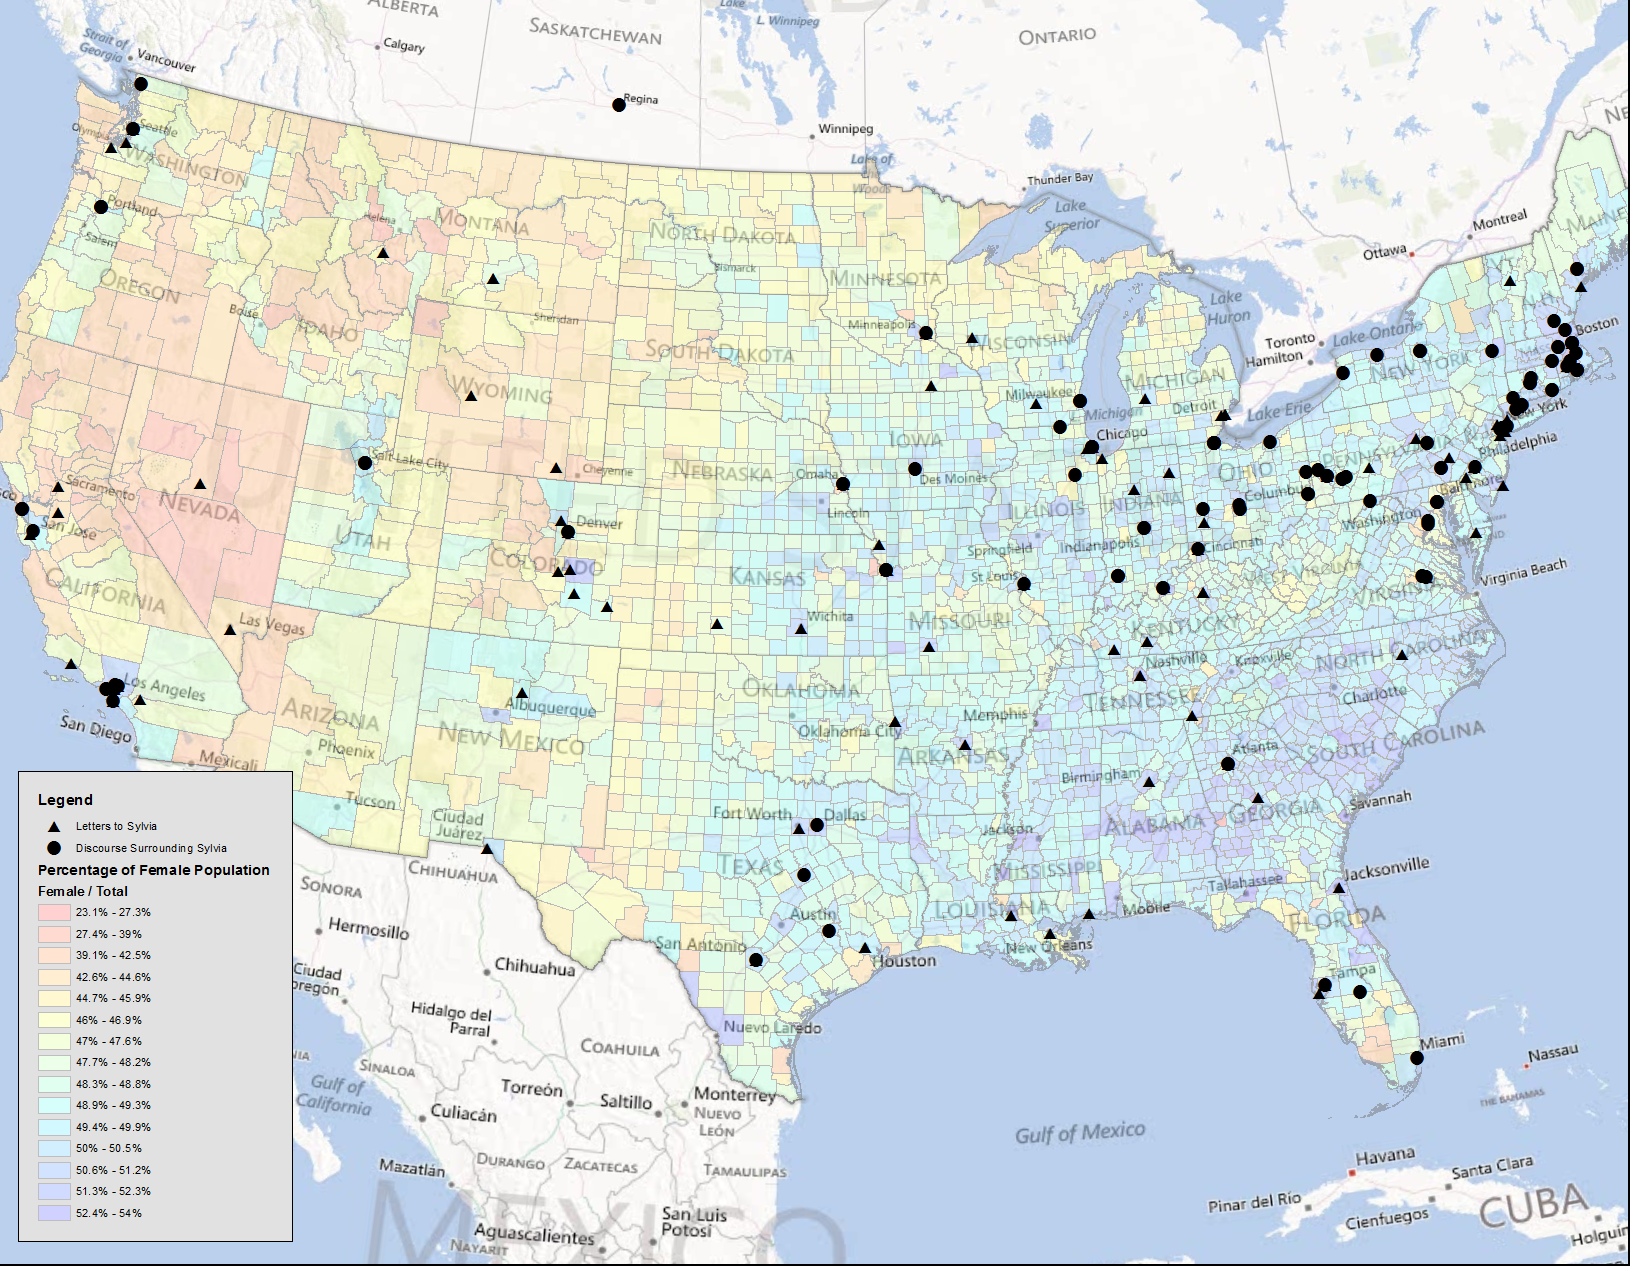 ALBERTA
SASKATCHEWAN
ONTARIO
Lake
L. Winnipeg
Strait of
Georgia
Vancouver
Calgary
Regina
Winnipeg
Lake of
Woods
Thunder Bay
Lake
Superior
Montreal
Ottawa
MAINE
Seattle
Olympia
WASHINGTON
Portland
Salem
OREGON
Helena
MONTANA
NORTH DAKOTA
Bismarck
MINNESOTA
Minneapolis
WISCONSIN
Lake
Huron
Toronto
Hamilton
Lake Ontario
VT.
N.H.
Boston
Boise
IDAHO
Sheridan
SOUTH DAKOTA
WYOMING
Milwaukee
MICHIGAN
Michigan
Detroit
Lake Erie
NEW YORK
New York
Chicago
IOWA
Des Moines
NEBRASKA
Omaha
Lincoln
Cheyenne
Salt Lake City
Sacramento
NEVADA
San Jose
UTAH
Denver
COLORADO
KANSAS
Wichita
ILLINOIS
Springfield
INDIANA
Indianapolis
OHIO
Columbus
Cincinnati
PENNSYLVANIA
Philadelphia
Baltimore
Washington
WEST VIRGINIA
VIRGINIA
Virginia Beach
St Louis
MISSOURI
KENTUCKY
Nashville
Knoxville
TENNESSEE
NORTH CAROLINA
Charlotte
SOUTH CAROLINA
CALIFORNIA
Las Vegas
Los Angeles
San Diego
Mexicali
ARIZONA
Phoenix
Tucson
NEW MEXICO
Albuquerque
OKLAHOMA
Oklahoma City
ARKANSAS
Memphis
Birmingham
Atlanta
GEORGIA
Savannah
ALABAMA
Jackson
MISSISSIPPI
Fort Worth
Dallas
TEXAS
Austin
San Antonio
Houston
LOUISIANA
New Orleans
Mobile
Tallahassee
Jacksonville
FLORIDA
Tampa
Miami
Nassau
THE BAHAMAS
Ciudad
Juárez
CHIHUAHUA
SONORA
Hermosillo
Chihuahua
Ciudad
Hidalgo del
Parral
COAHUILA
Nuevo Laredo
SINALOA
Gulf of
California
Culiacán
Torreón
Saltillo
Monterrey
NUEVO
LEÓN
DURANGO
ZACATECAS
TAMAULIPAS
Mazatlán
MEXICO
San Luis
Potosi
Aguascalientes
NAYARIT
Gulf of Mexico
Havana
Santa Clara
Pinar del Río
Cienfuegos
CUBA
Holguín
Legend
Letters to Sylvia
Discourse Surrounding Sylvia
Percentage of Female Population
Female / Total
23.1% - 27.3%
27.4% - 39%
39.1% - 42.5%
42.6% - 44.6%
44.7% - 45.9%
46% - 46.9%
47% - 47.6%
47.7% - 48.2%
48.3% - 48.8%
48.9% - 49.3%
49.4% - 49.9%
50% - 50.5%
50.6% - 51.2%
51.3% - 52.3%
52.4% - 54%